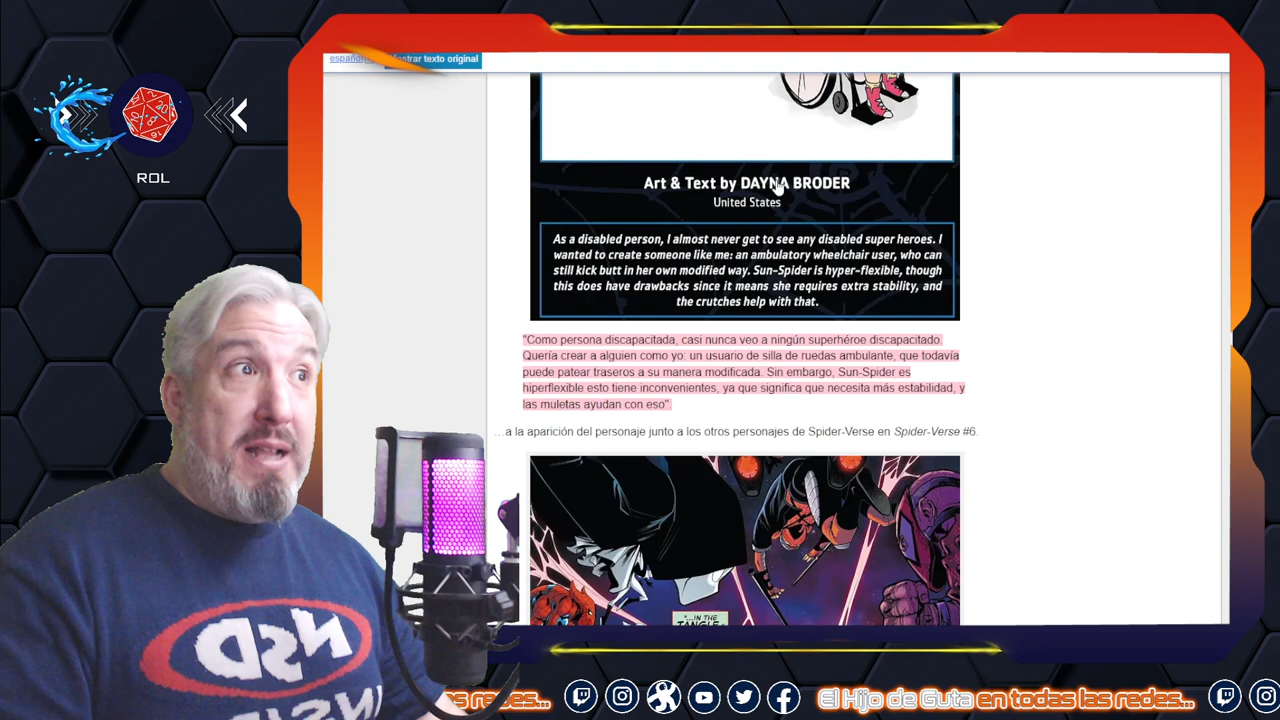 español
strar texto original
ROL
Art & Text by DAYNA BRODER
United States
As a disabled person, I almost never get to see any disabled super heroes. I
wanted to create someone like me: an ambulatory wheelchair user, who can
still kick butt in her own modified way. Sun-Spider is hyper-flexible, though
this does have drawbacks since it means she requires extra stability, and
the crutches help with that.
"Como persona discapacitada, casi nunca veo a ningún superhéroe discapacitado.
Quería crear a alguien como yo: un usuario de silla de ruedas ambulante, que todavía
puede patear traseros a su manera modificada. Sin embargo, Sun-Spider es
hiperflexible esto tiene inconvenientes, ya que significa que necesita más estabilidad, y
las muletas ayudan con eso".
…a la aparición del personaje junto a los otros personajes de Spider-Verse en Spider-Verse #6.
"...IN THE
TANGLE
NSD
as redes...
El Hijo de Guta en todas las redes...